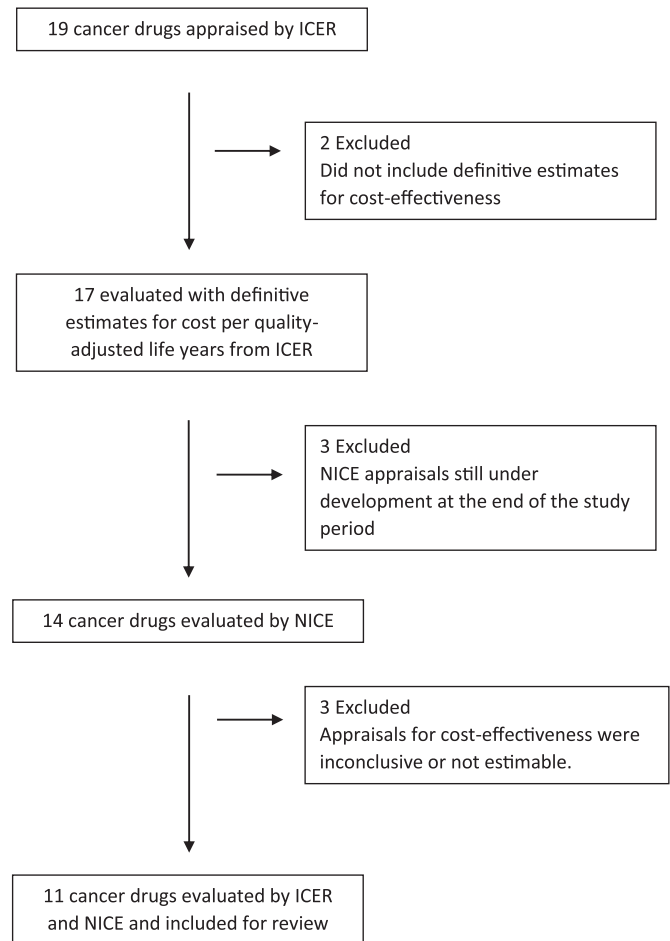 19 cancer drugs appraised by ICER
2 Excluded
Did not include definitive estimates
for cost-effectiveness
17 evaluated with definitive
estimates for cost per quality-
adjusted life years from ICER
3 Excluded
NICE appraisals still under
development at the end of the study
period
14 cancer drugs evaluated by NICE
3 Excluded
Appraisals for cost-effectiveness were
inconclusive or not estimable.
11 cancer drugs evaluated by ICER
and NICE and included for review